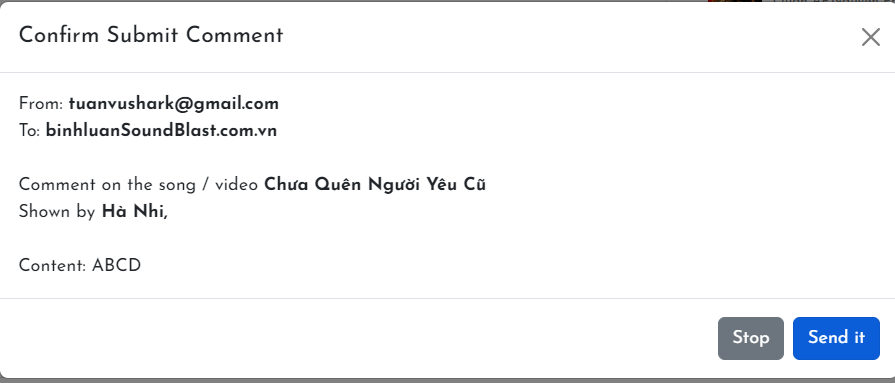 Confirm Submit Comment
From: tuanvushark@gmail.com
To: binhluanSoundBlast.com.vn
Comment on the song / video Chưa Quên Người Yêu Cũ
Shown by Hà Nhi,
Content: ABCD
Stop
Send it